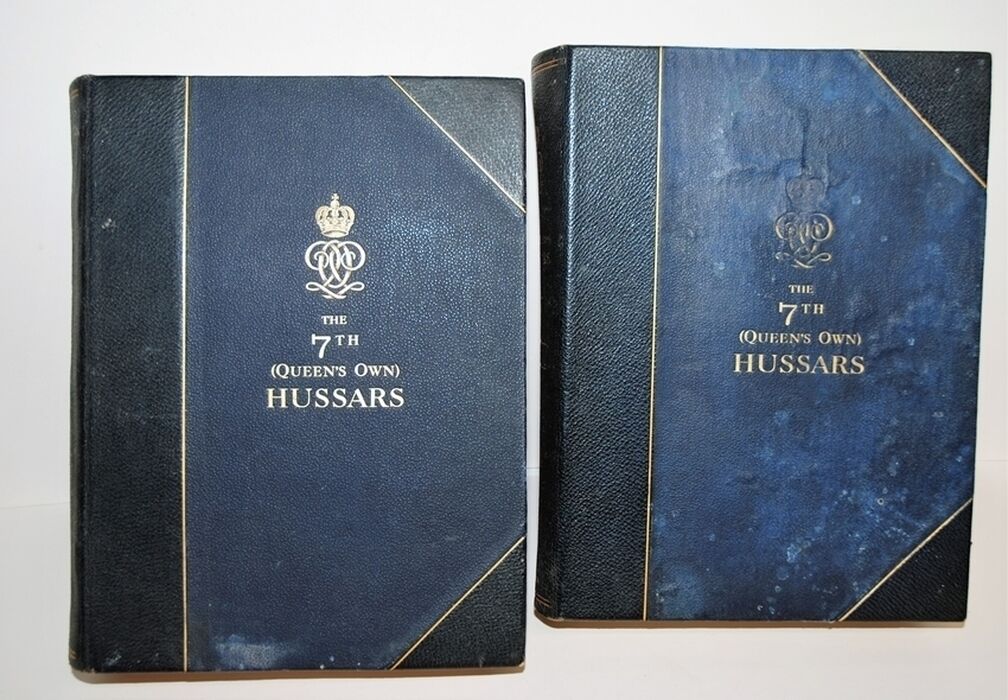 THE
7TH
(QUEEN'S OWN)
HUSSARS
THE
7TH
(QUEEN'S OWN)
HUSSARS